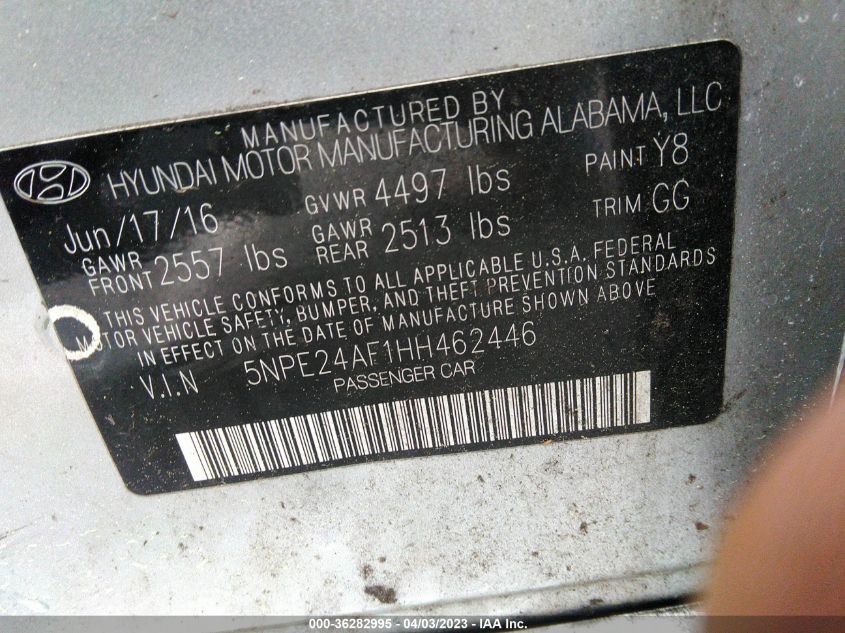 MANUFACTURED BY
HYUNDAI MOTOR MANUFACTURING ALABAMA, LLC
Jun/17/16 GVWR 4497 lbs PAINT Y8
GAWR FRONT 2557 lbs GAWR REAR 2513 lbs TRIM GG
THIS VEHICLE CONFORMS TO ALL APPLICABLE U.S.A. FEDERAL
MOTOR VEHICLE SAFETY, BUMPER, AND THEFT PREVENTION STANDARDS
IN EFFECT ON THE DATE OF MANUFACTURE SHOWN ABOVE
V.I.N 5NPE24AF1HH462446
PASSENGER CAR
000-36282995 - 04/03/2023 - IAA Inc.